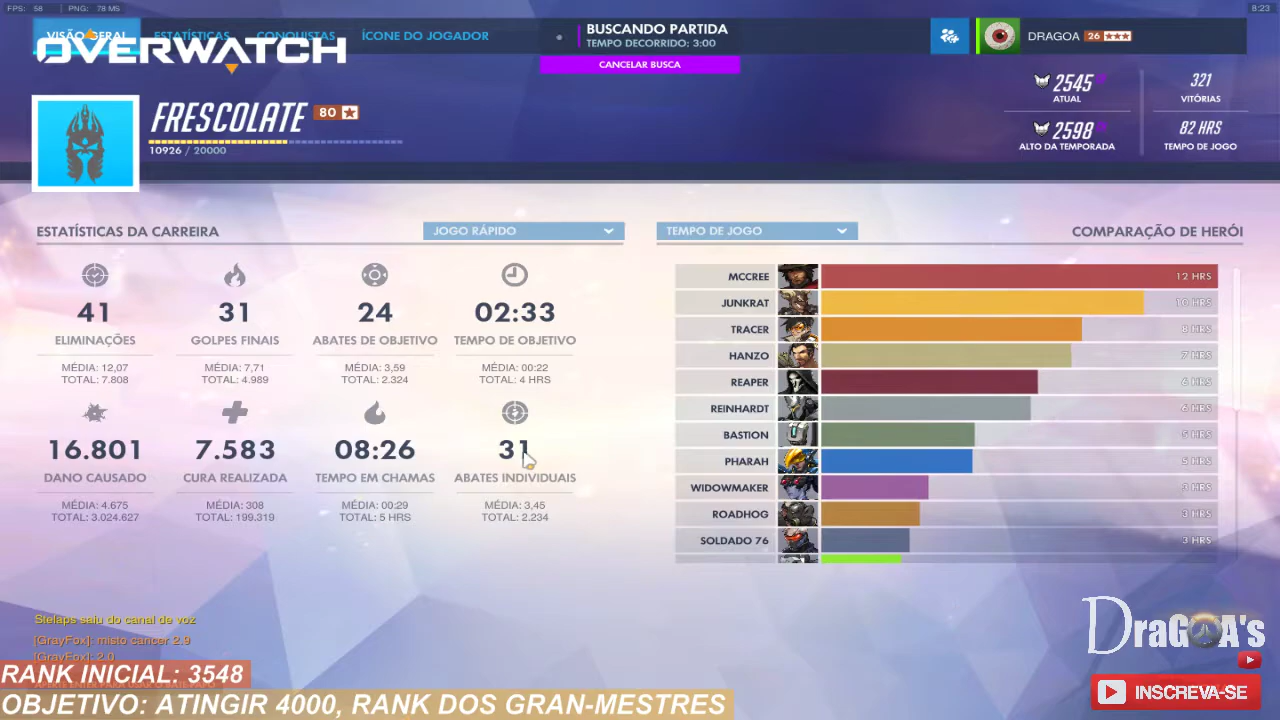 FPS: 58 PNG: 78 MS
8:23
VISÃO GERAL
ESTATÍSTICAS
CONQUISTAS
ÍCONE DO JOGADOR
OVERWATCH
BUSCANDO PARTIDA
TEMPO DECORRIDO: 3:00
CANCELAR BUSCA
DRAGOA 26
FRESCOLATE 80
10926 / 20000
2545
ATUAL
321
VITÓRIAS
2598
ALTO DA TEMPORADA
82 HRS
TEMPO DE JOGO
ESTATÍSTICAS DA CARREIRA
JOGO RÁPIDO
TEMPO DE JOGO
COMPARAÇÃO DE HERÓI
41
ELIMINAÇÕES
MÉDIA: 12,07
TOTAL: 7.808
31
GOLPES FINAIS
MÉDIA: 7,71
TOTAL: 4.989
24
ABATES DE OBJETIVO
MÉDIA: 3,59
TOTAL: 2.324
02:33
TEMPO DE OBJETIVO
MÉDIA: 00:22
TOTAL: 4 HRS
16.801
DANO CAUSADO
MÉDIA: 4.675
TOTAL: 3.024.627
7.583
CURA REALIZADA
MÉDIA: 308
TOTAL: 199.319
08:26
TEMPO EM CHAMAS
MÉDIA: 00:29
TOTAL: 5 HRS
31
ABATES INDIVIDUAIS
MÉDIA: 3,45
TOTAL: 2.234
MCCREE 12 HRS
JUNKRAT 10 HRS
TRACER 8 HRS
HANZO 7 HRS
REAPER 6 HRS
REINHARDT 6 HRS
BASTION 5 HRS
PHARAH 5 HRS
WIDOWMAKER 3 HRS
ROADHOG 3 HRS
SOLDADO 76 3 HRS
Stelaps saiu do canal de voz
[GrayFox]: misto cancer 2.9
[GrayFox]: 2.0
RANK INICIAL: 3548
OBJETIVO: ATINGIR 4000, RANK DOS GRAN-MESTRES
DraGOA's
INSCREVA-SE